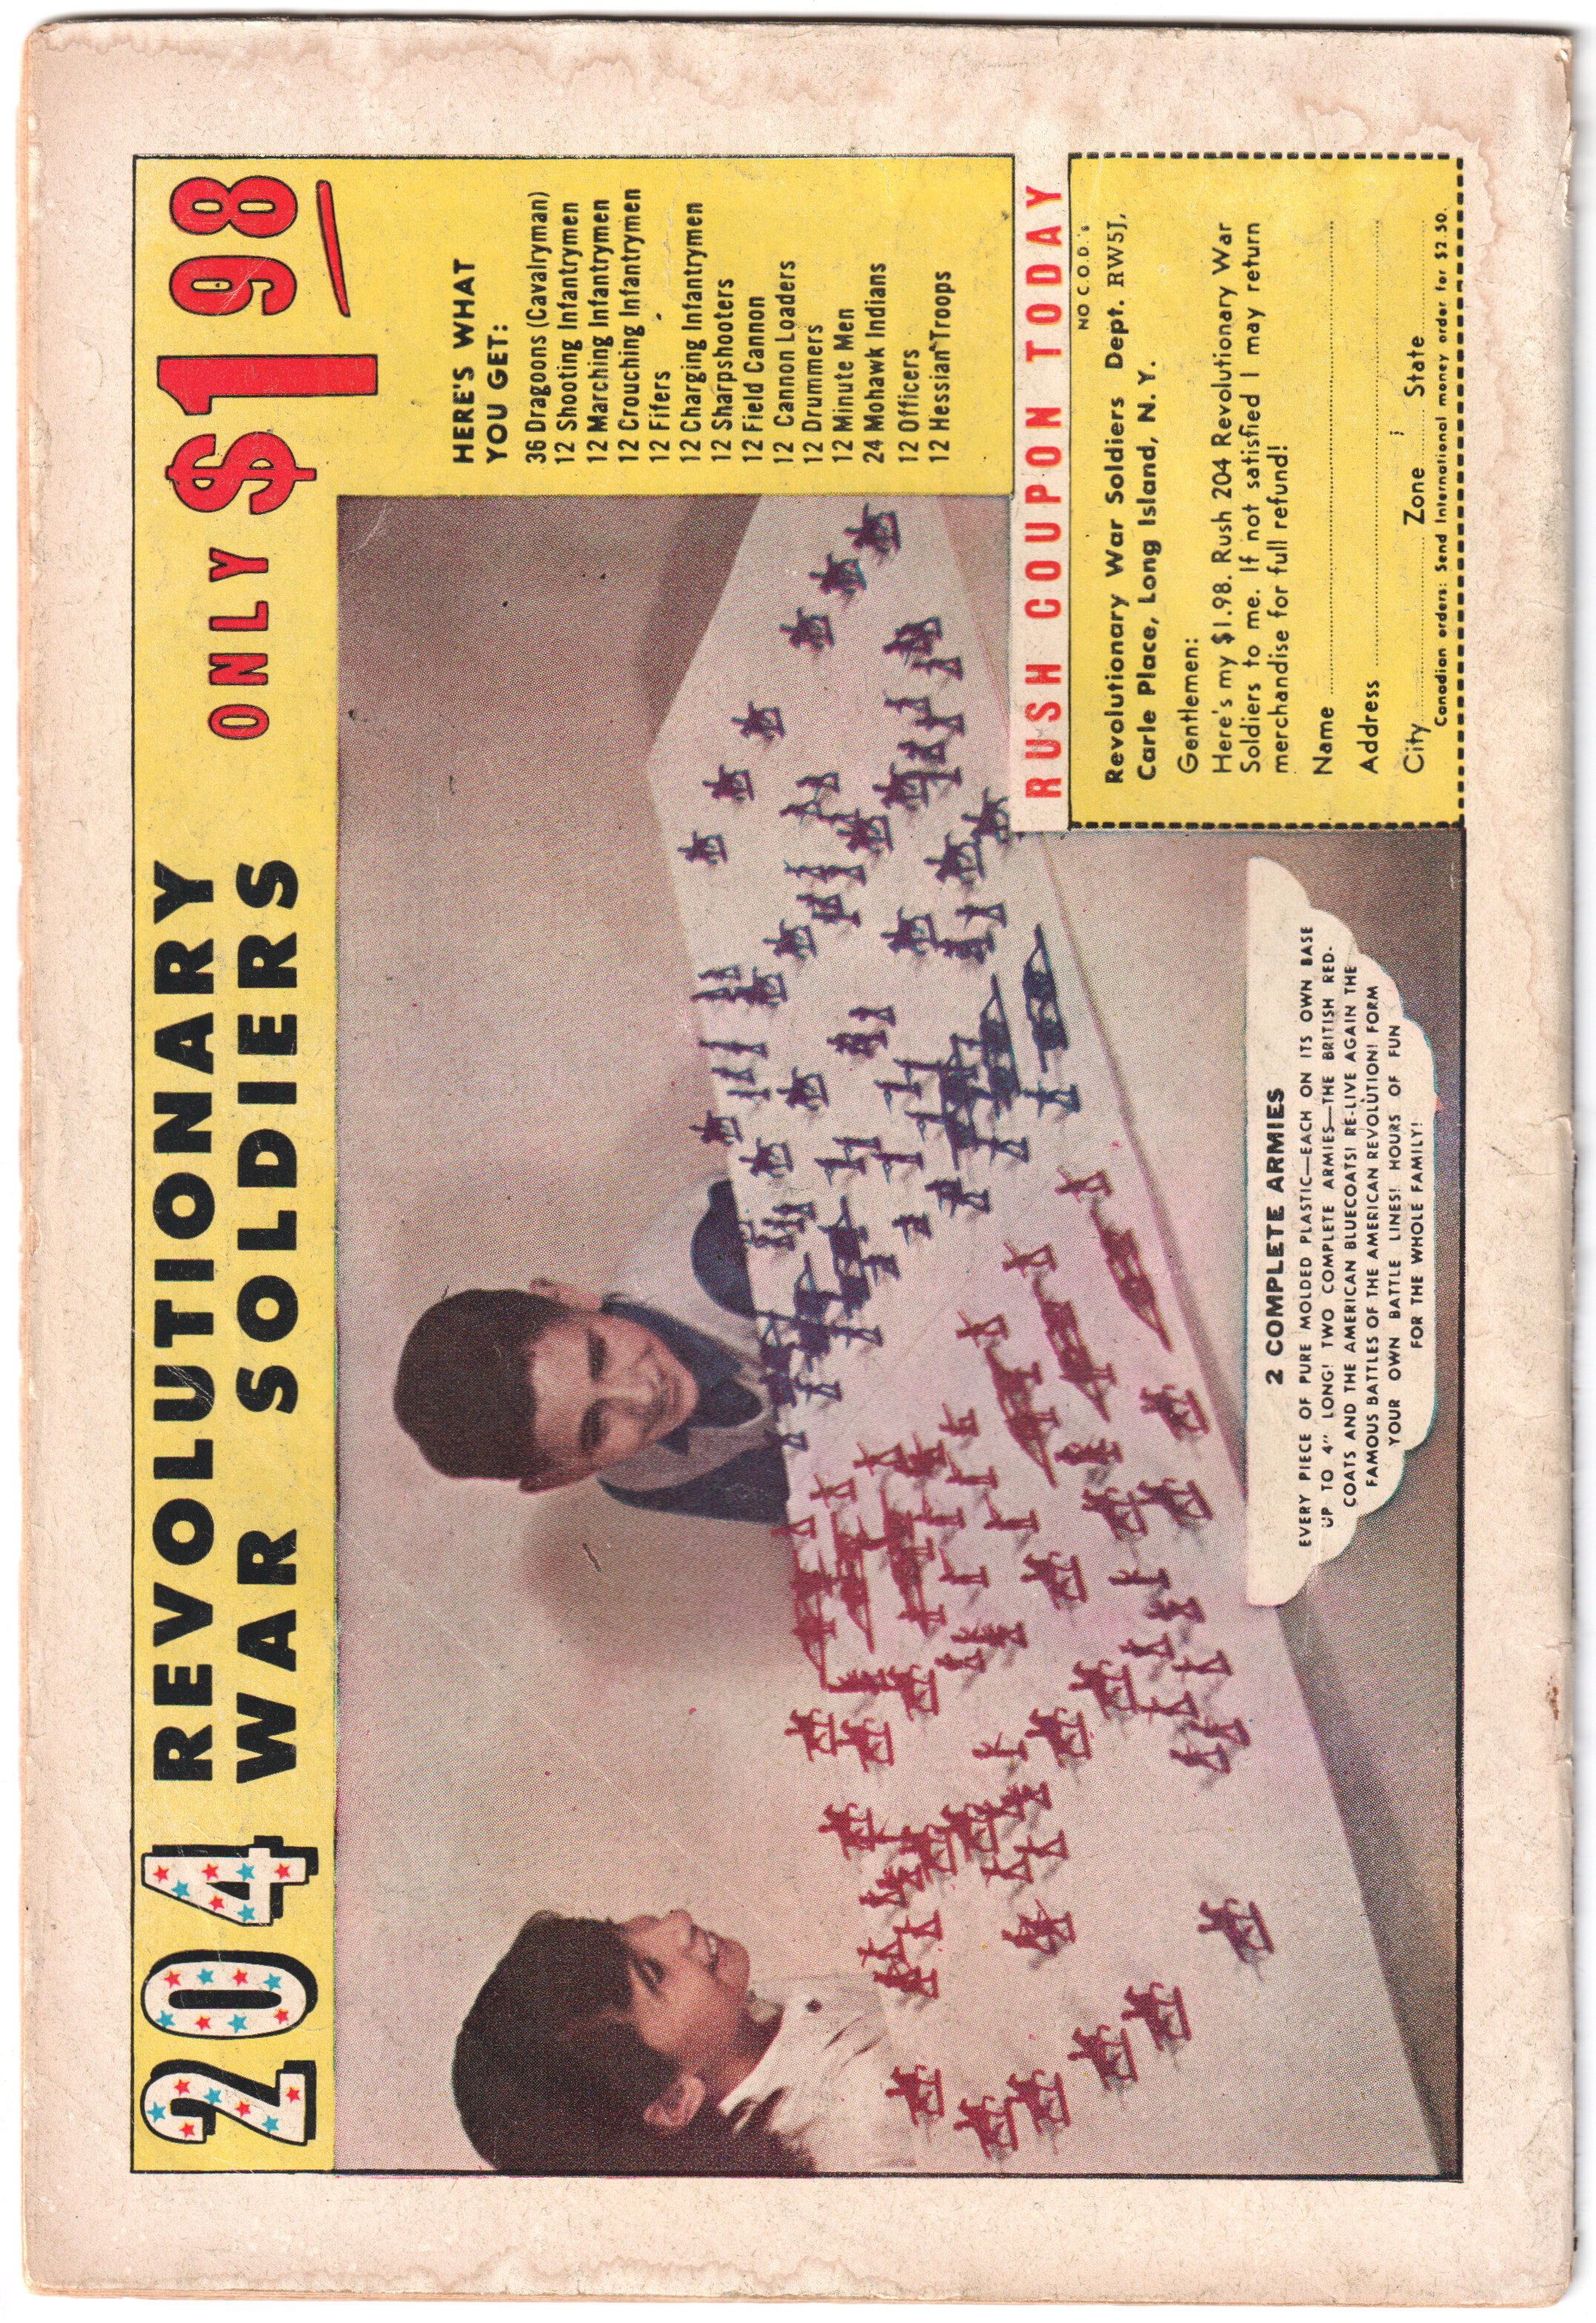 204 REVOLUTIONARY
WAR SOLDIERS
ONLY $1 98
HERE'S WHAT
YOU GET:
36 Dragoons (Cavalryman)
12 Shooting Infantrymen
12 Marching Infantrymen
12 Crouching Infantrymen
12 Fifers
12 Charging Infantrymen
12 Sharpshooters
12 Field Cannon
12 Cannon Loaders
12 Drummers
12 Minute Men
24 Mohawk Indians
12 Officers
12 Hessian Troops
RUSH COUPON TODAY
NO C.O.D.'s
Revolutionary War Soldiers Dept. RW5J,
Carle Place, Long Island, N.Y.
Gentlemen:
Here's my $1.98. Rush 204 Revolutionary War
Soldiers to me. If not satisfied I may return
merchandise for full refund!
Name
Address
City Zone State
Canadian orders: Send International money order for $2.50.
2 COMPLETE ARMIES
EVERY PIECE OF PURE MOLDED PLASTIC—EACH ON ITS OWN BASE
UP TO 4" LONG! TWO COMPLETE ARMIES—THE BRITISH RED-
COATS AND THE AMERICAN BLUECOATS! RE-LIVE AGAIN THE
FAMOUS BATTLES OF THE AMERICAN REVOLUTION! FORM
YOUR OWN BATTLE LINES! HOURS OF FUN
FOR THE WHOLE FAMILY!